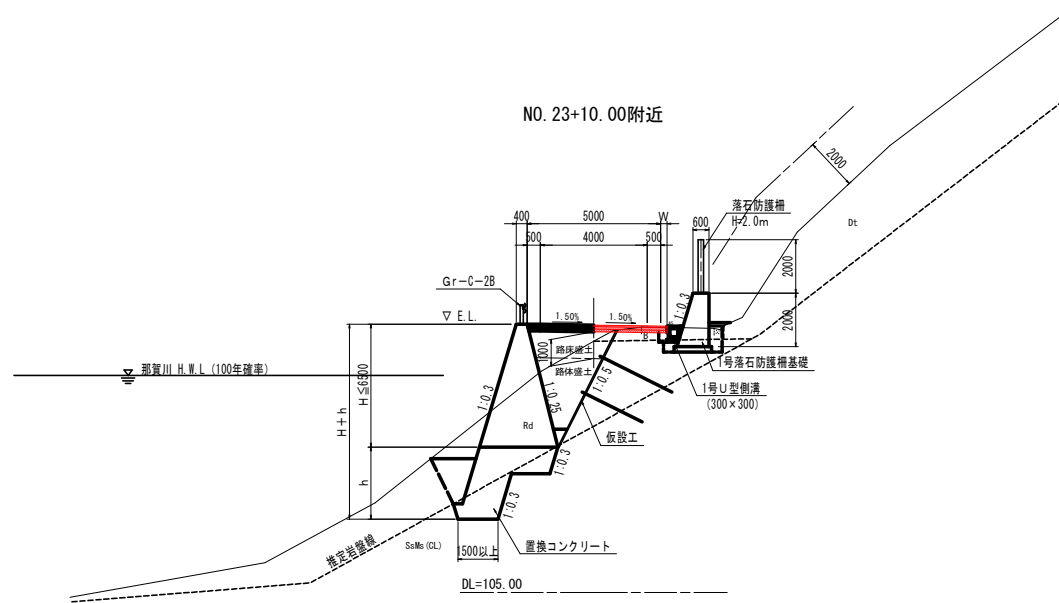 NO. 23+10.00附近
2000
落石防護柵
H=2.0m
Dt
400
5000
W
600
500
4000
500
2000
Gr-C-2B
▽ E.L.
1.50%
1.50%
1:0.3
2000
那賀川 H.W.L (100年確率)
1000
路床盛土
路体盛土
1号落石防護柵基礎
1号U型側溝
(300×300)
H≦6500
H+h
1:0.3
1:0.25
1:0.5
Rd
仮設工
1:0.3
h
1:0.3
推定岩盤線
SsMs(CL)
1500以上
置換コンクリート
DL=105.00